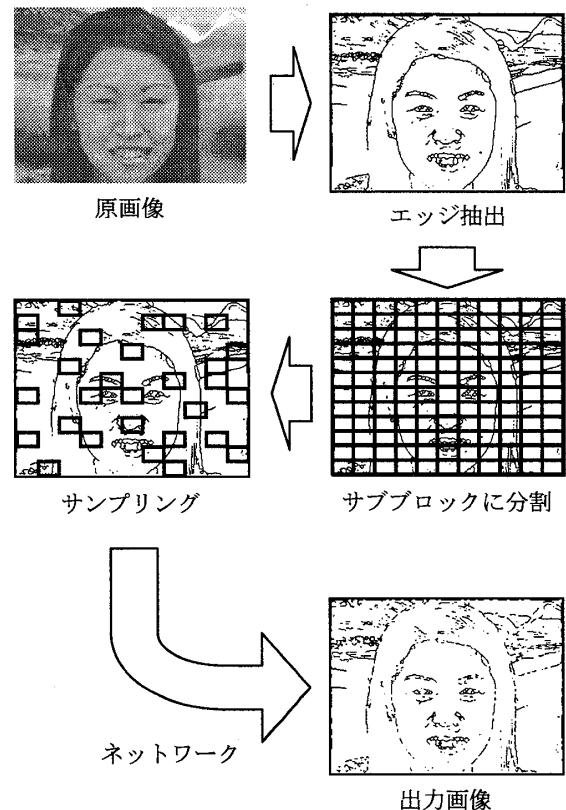 原画像
エッジ抽出
サブブロックに分割
サンプリング
ネットワーク
出力画像